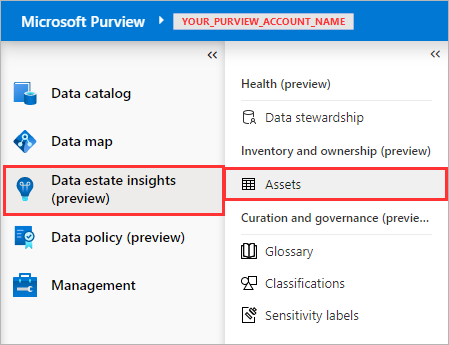 Microsoft Purview YOUR_PURVIEW_ACCOUNT_NAME
Data catalog
Data map
Data estate insights
(preview)
Data policy (preview)
Management
Health (preview)
Data stewardship
Inventory and ownership (preview)
Assets
Curation and governance (previe...
Glossary
Classifications
Sensitivity labels